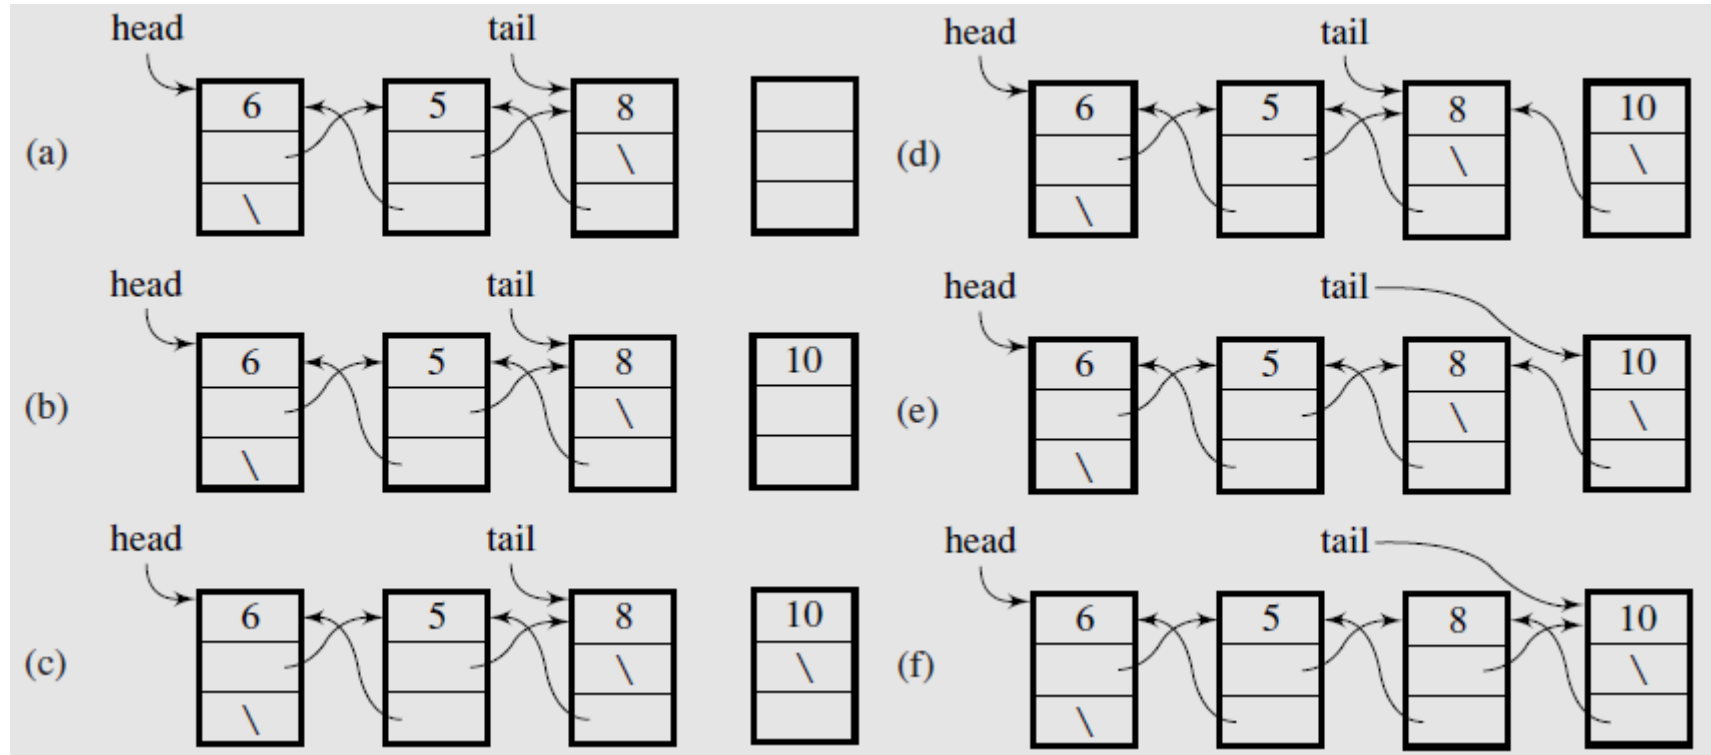 head tail
6 5 8
(a) \
\
head tail
6 5 8 10
(b) \
\
head tail
6 5 8 10
(c) \ \
\
head tail
6 5 8 10
(d) \ \
\
head tail
6 5 8 10
(e) \ \
\
head tail
6 5 8 10
(f) \
\